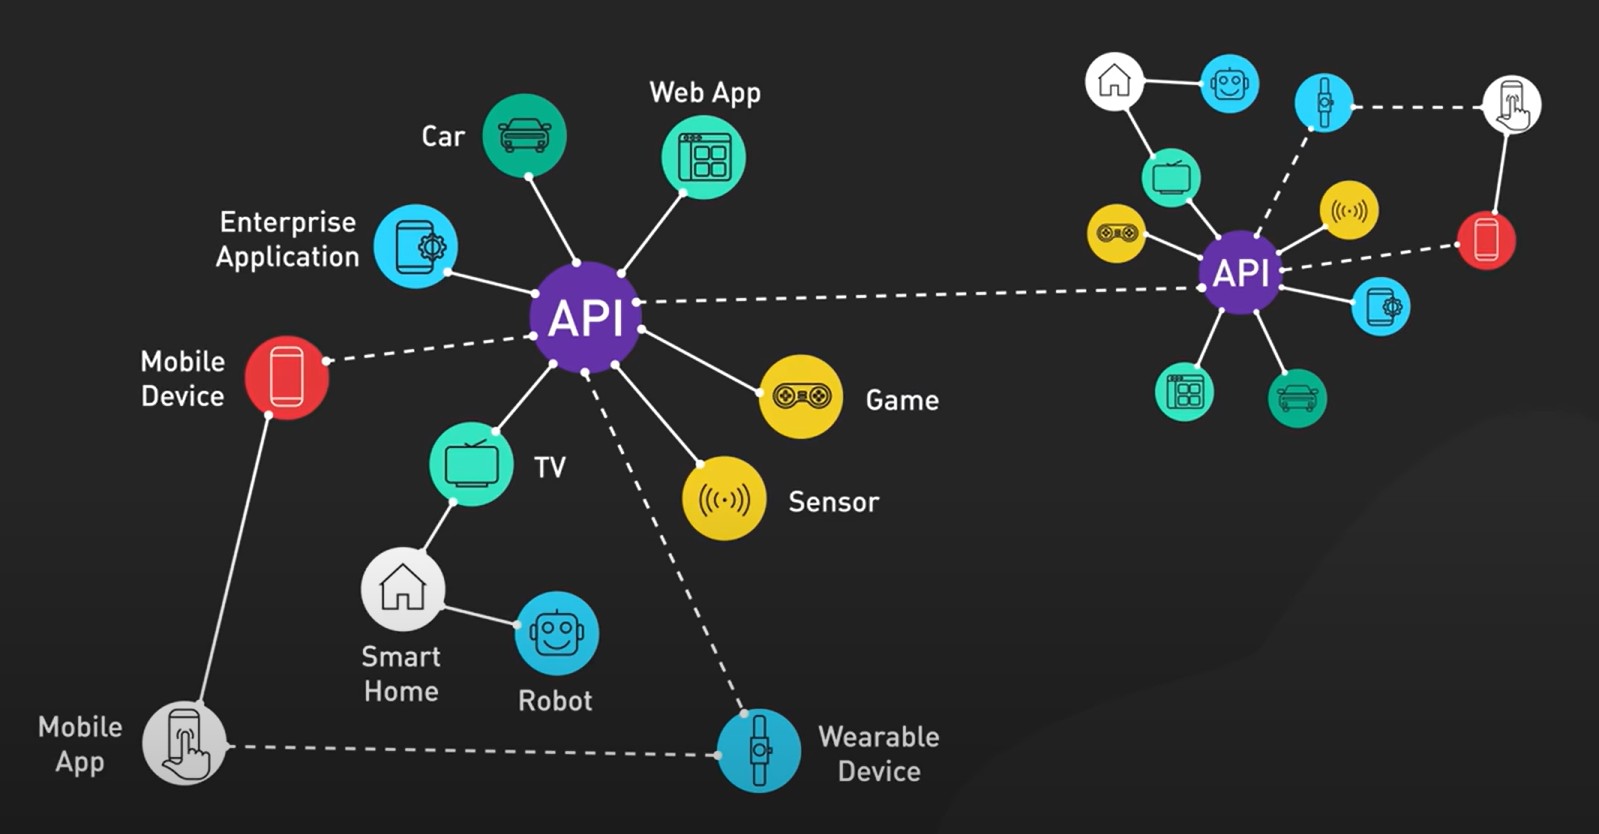 Web App
Car
Enterprise
Application
API
API
Mobile
Device
Game
TV
Sensor
Smart
Home
Robot
Mobile
App
Wearable
Device